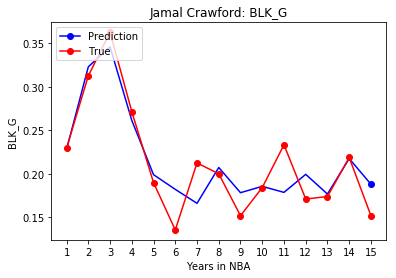 Jamal Crawford: BLK_G
Prediction
True
BLK_G
0.35
0.30
0.25
0.20
0.15
1 2 3 4 5 6 7 8 9 10 11 12 13 14 15
Years in NBA